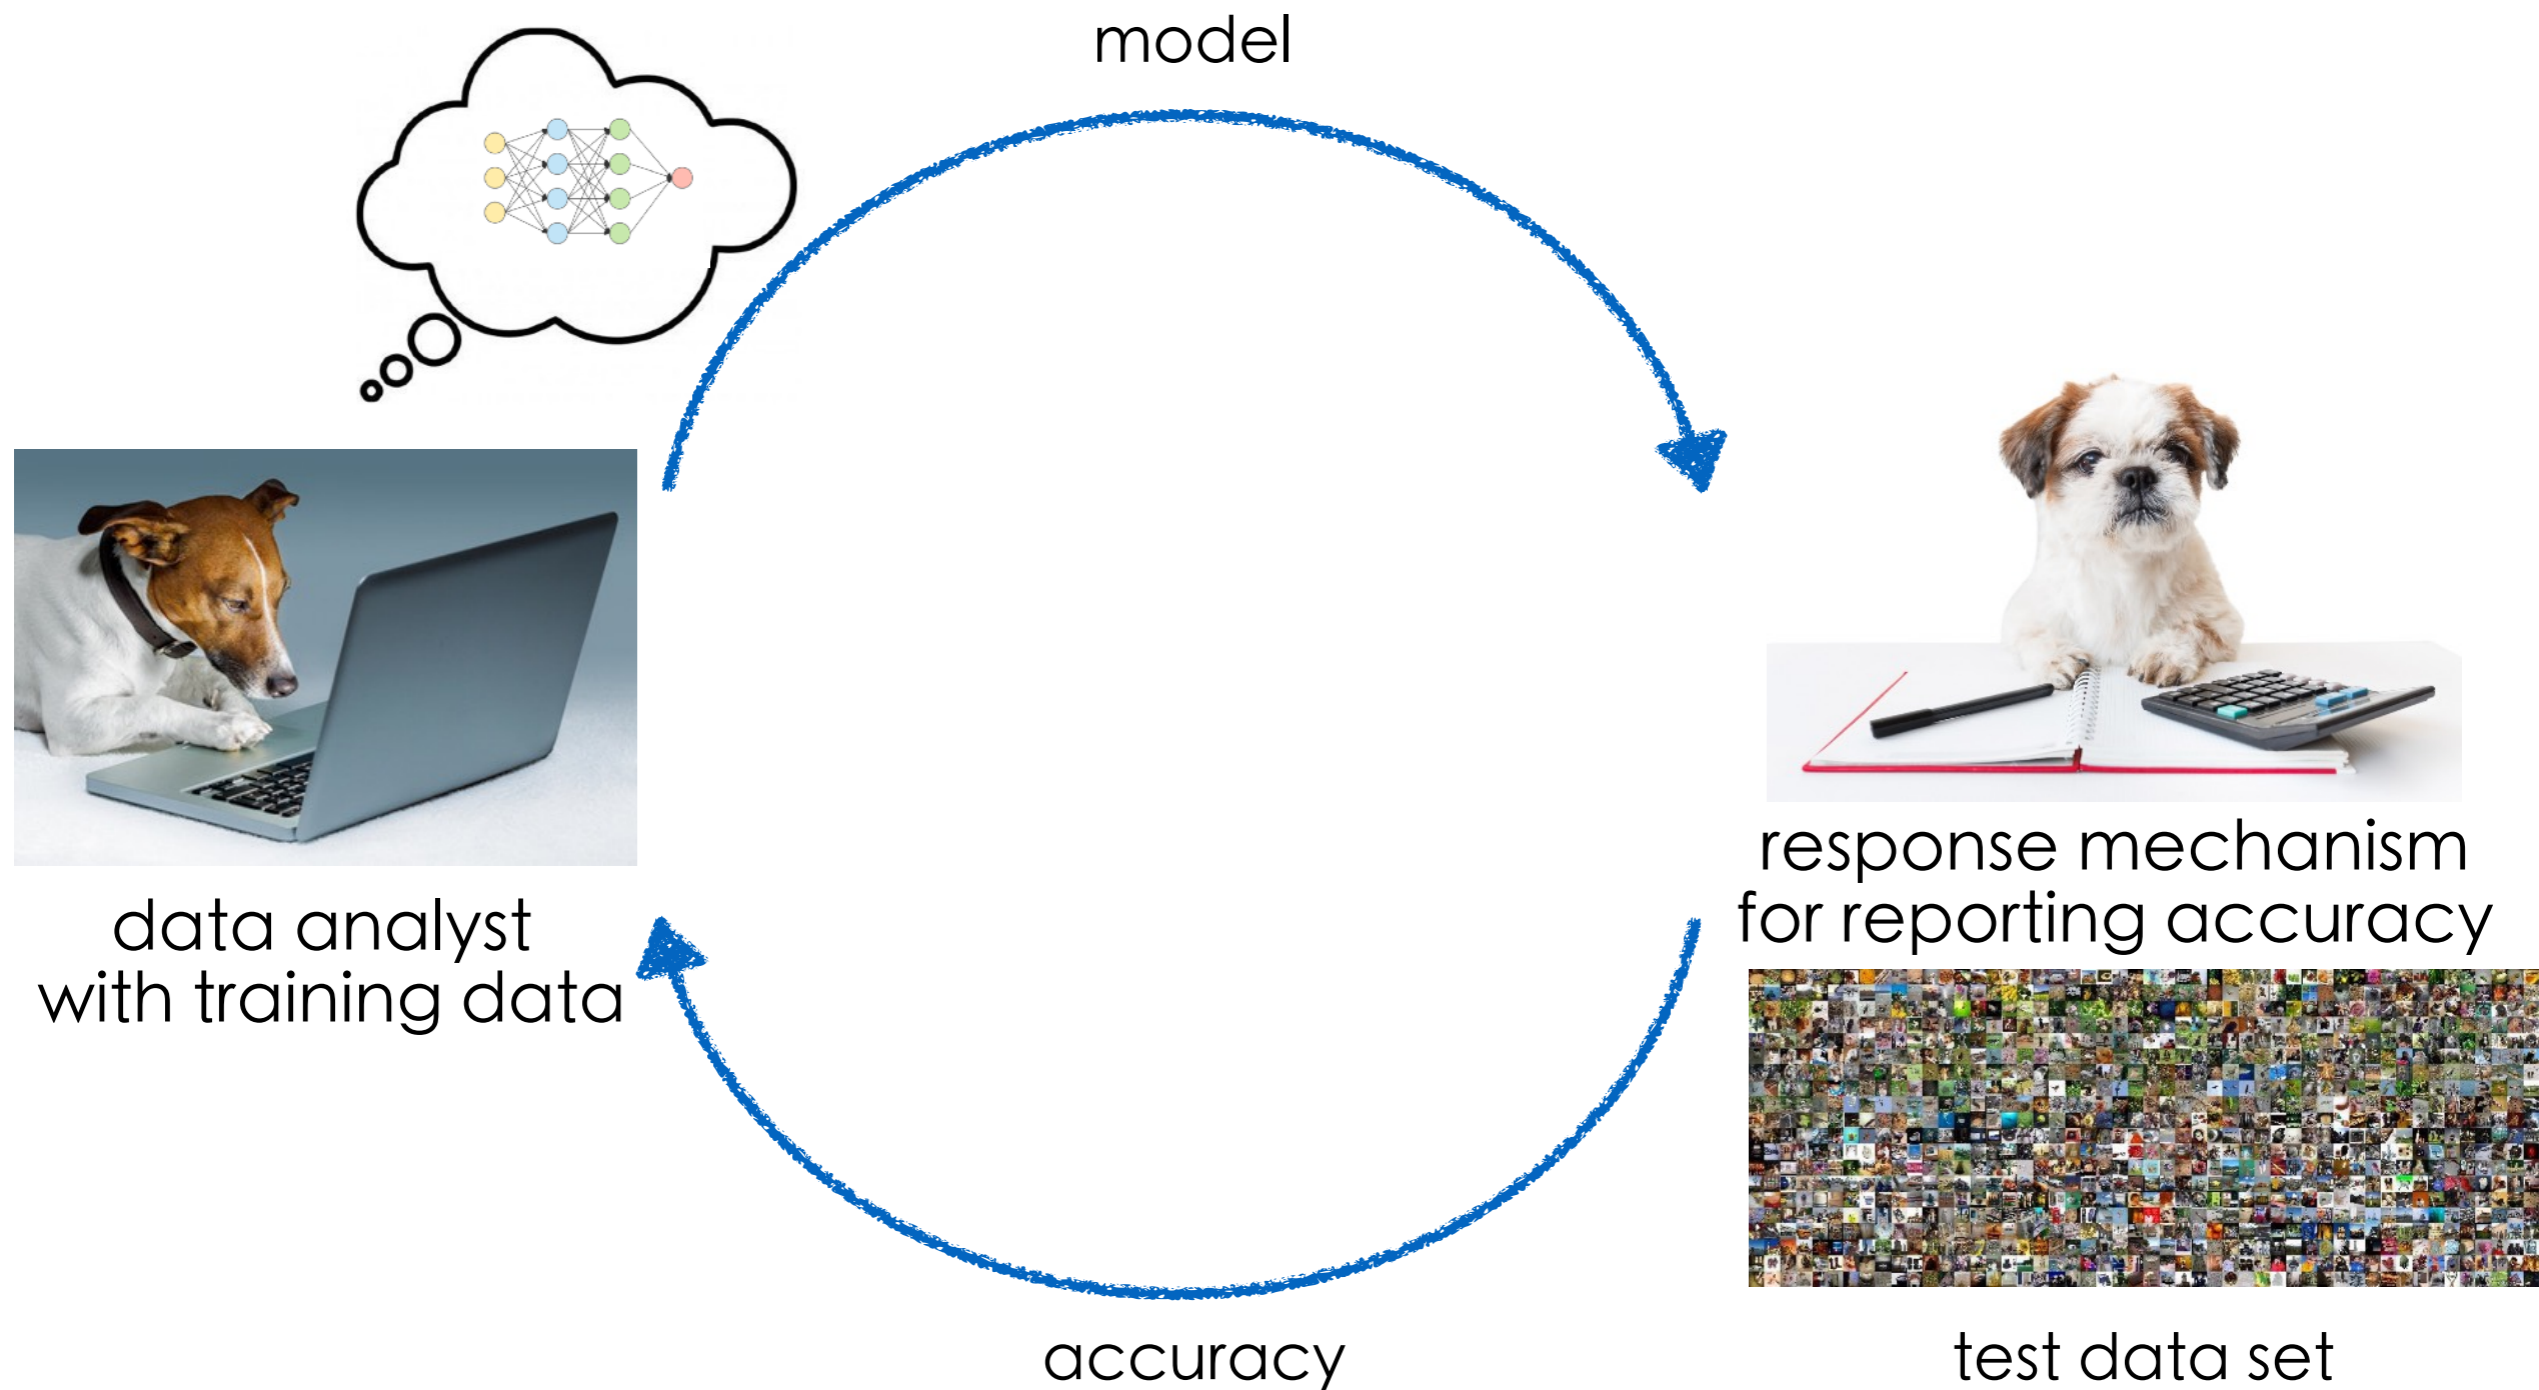 model
data analyst
with training data
response mechanism
for reporting accuracy
accuracy
test data set